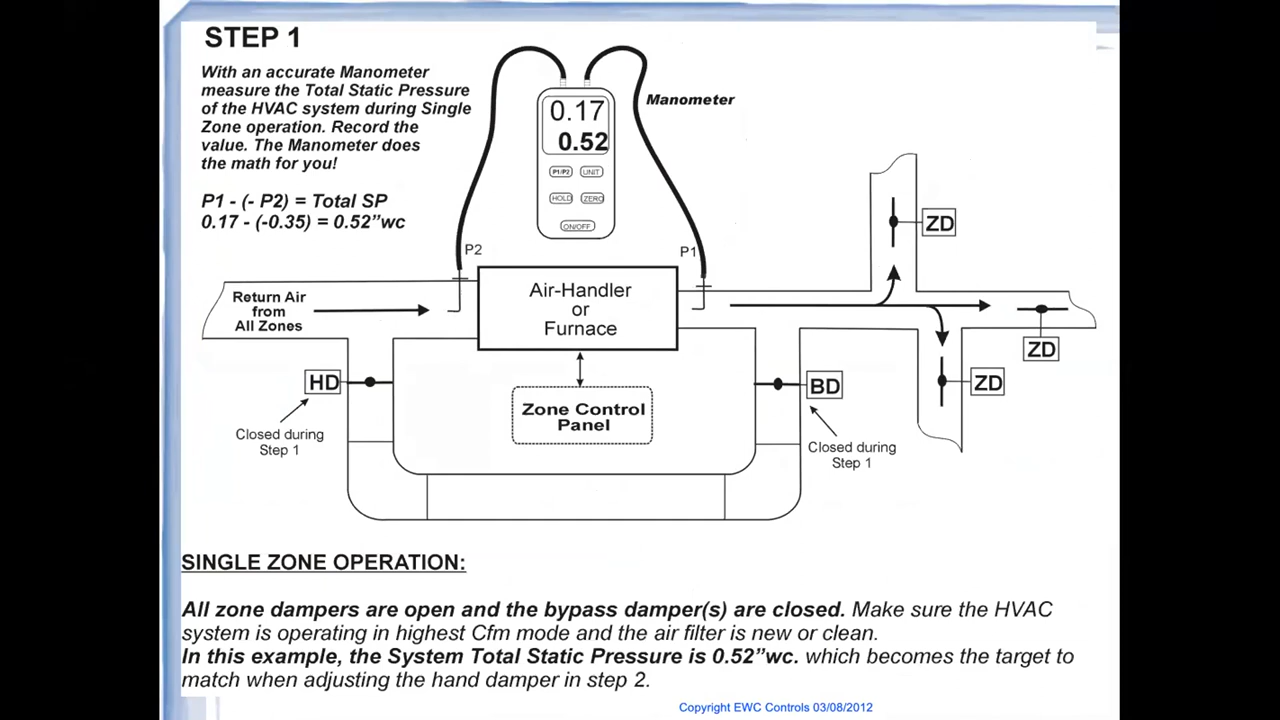 STEP 1
With an accurate Manometer
measure the Total Static Pressure
of the HVAC system during Single
Zone operation. Record the
value. The Manometer does
the math for you!
P1 - (- P2) = Total SP
0.17 - (-0.35) = 0.52”wc
0.17
0.52
P1/P2
UNIT
HOLD
ZERO
ON/OFF
Manometer
P2
P1
Return Air
from
All Zones
Air-Handler
or
Furnace
ZD
ZD
ZD
HD
BD
Zone Control
Panel
Closed during
Step 1
Closed during
Step 1
SINGLE ZONE OPERATION:
All zone dampers are open and the bypass damper(s) are closed. Make sure the HVAC
system is operating in highest Cfm mode and the air filter is new or clean.
In this example, the System Total Static Pressure is 0.52”wc. which becomes the target to
match when adjusting the hand damper in step 2.
Copyright EWC Controls 03/08/2012